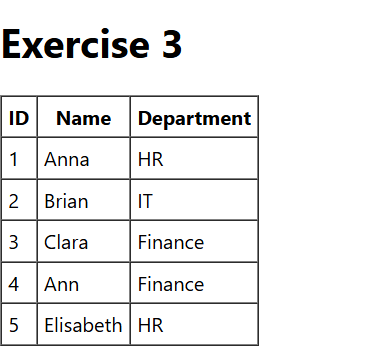 Exercise 3
ID Name Department
1 Anna HR
2 Brian IT
3 Clara Finance
4 Ann Finance
5 Elisabeth HR